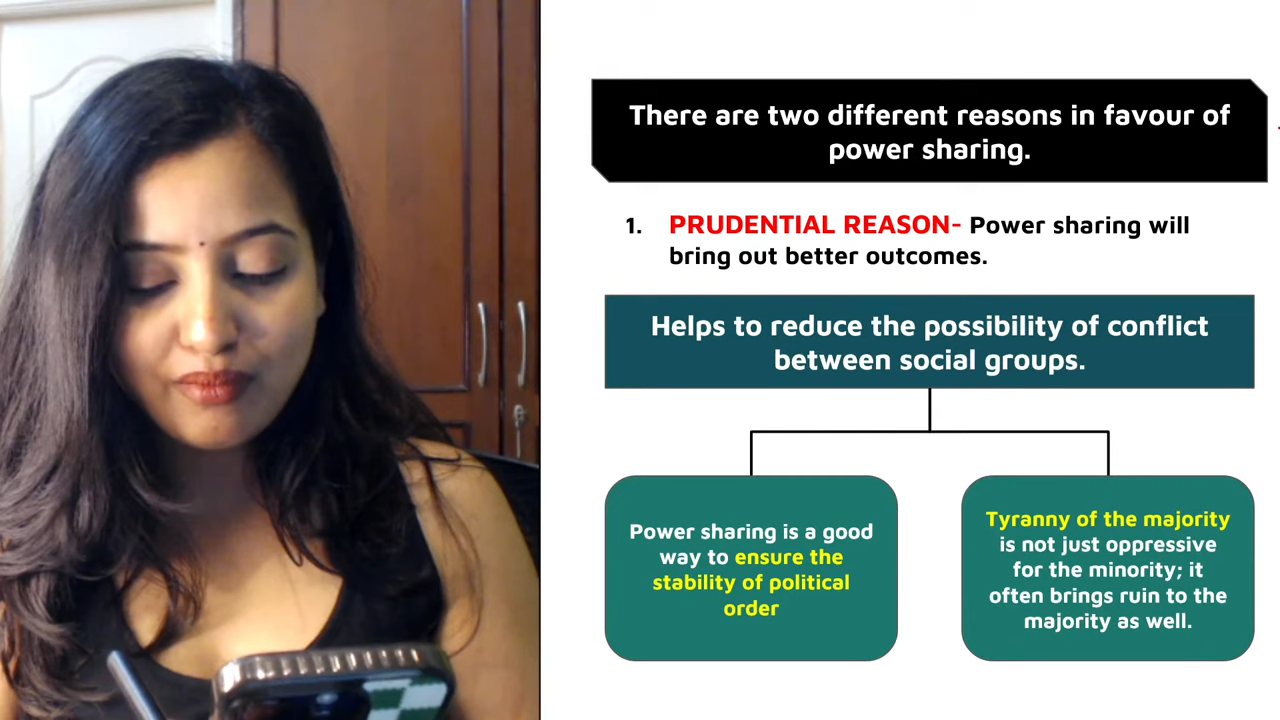 There are two different reasons in favour of
power sharing.
1. PRUDENTIAL REASON- Power sharing will
bring out better outcomes.
Helps to reduce the possibility of conflict
between social groups.
Power sharing is a good
way to ensure the
stability of political
order
Tyranny of the majority
is not just oppressive
for the minority; it
often brings ruin to the
majority as well.